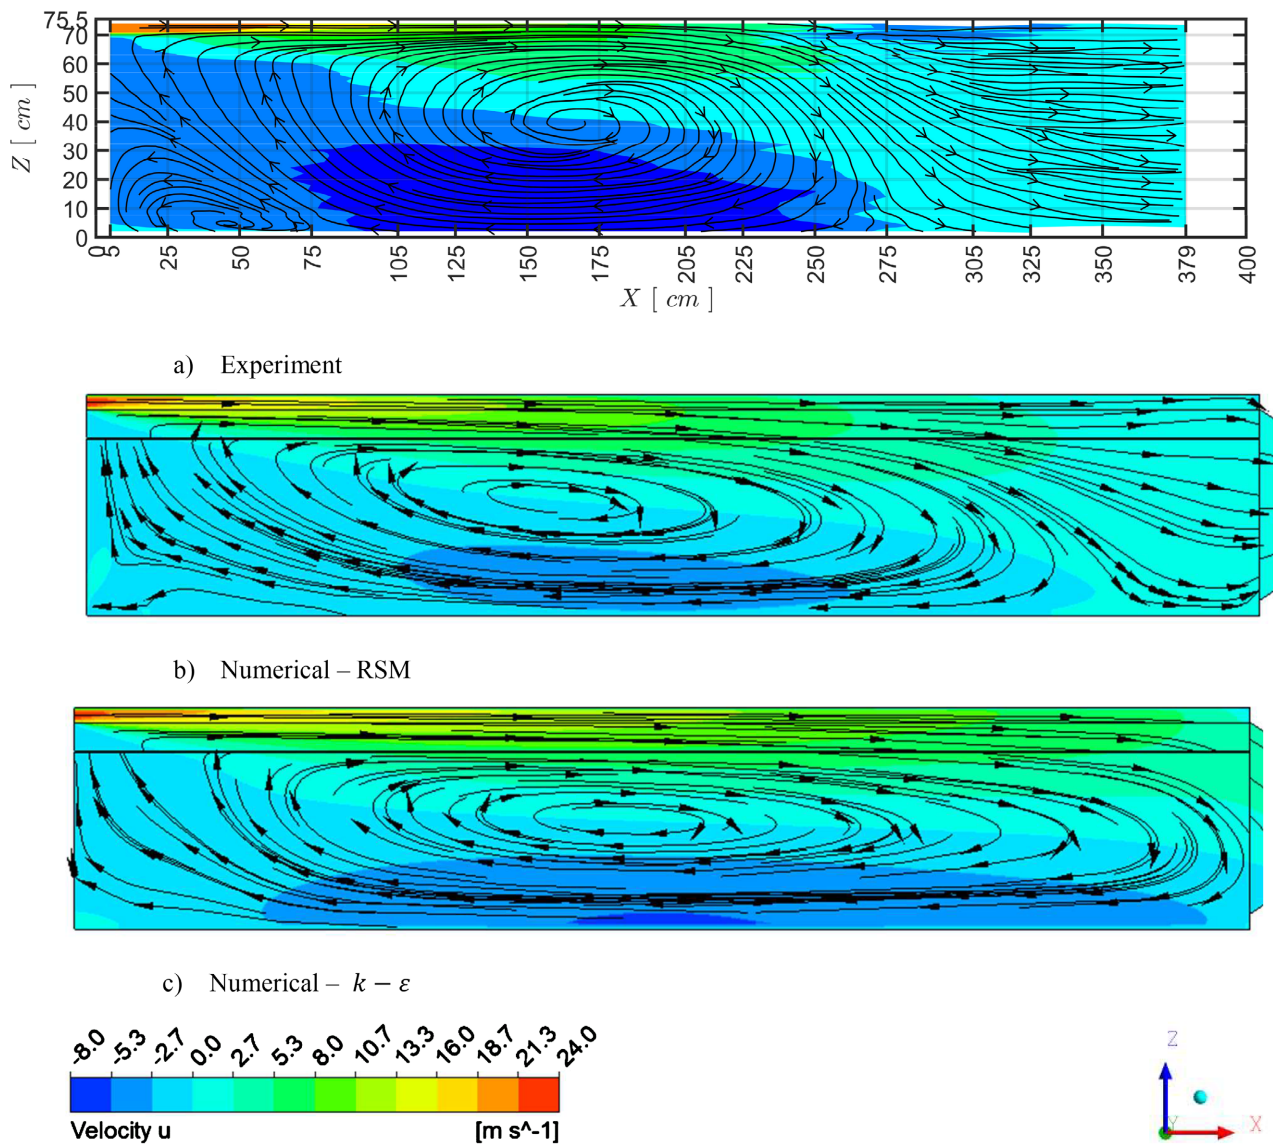 75.5
70
60
50
40
30
20
10
0
Z [ cm ]
0 5 25 50 75 105 125 150 175 205 225 250 275 305 325 350 379 400
X [ cm ]
a) Experiment
b) Numerical – RSM
c) Numerical – k − ε
-8.0 -5.3 -2.7 0.0 2.7 5.3 8.0 10.7 13.3 16.0 18.7 21.3 24.0
Velocity u [m s^-1]
Z
Y X